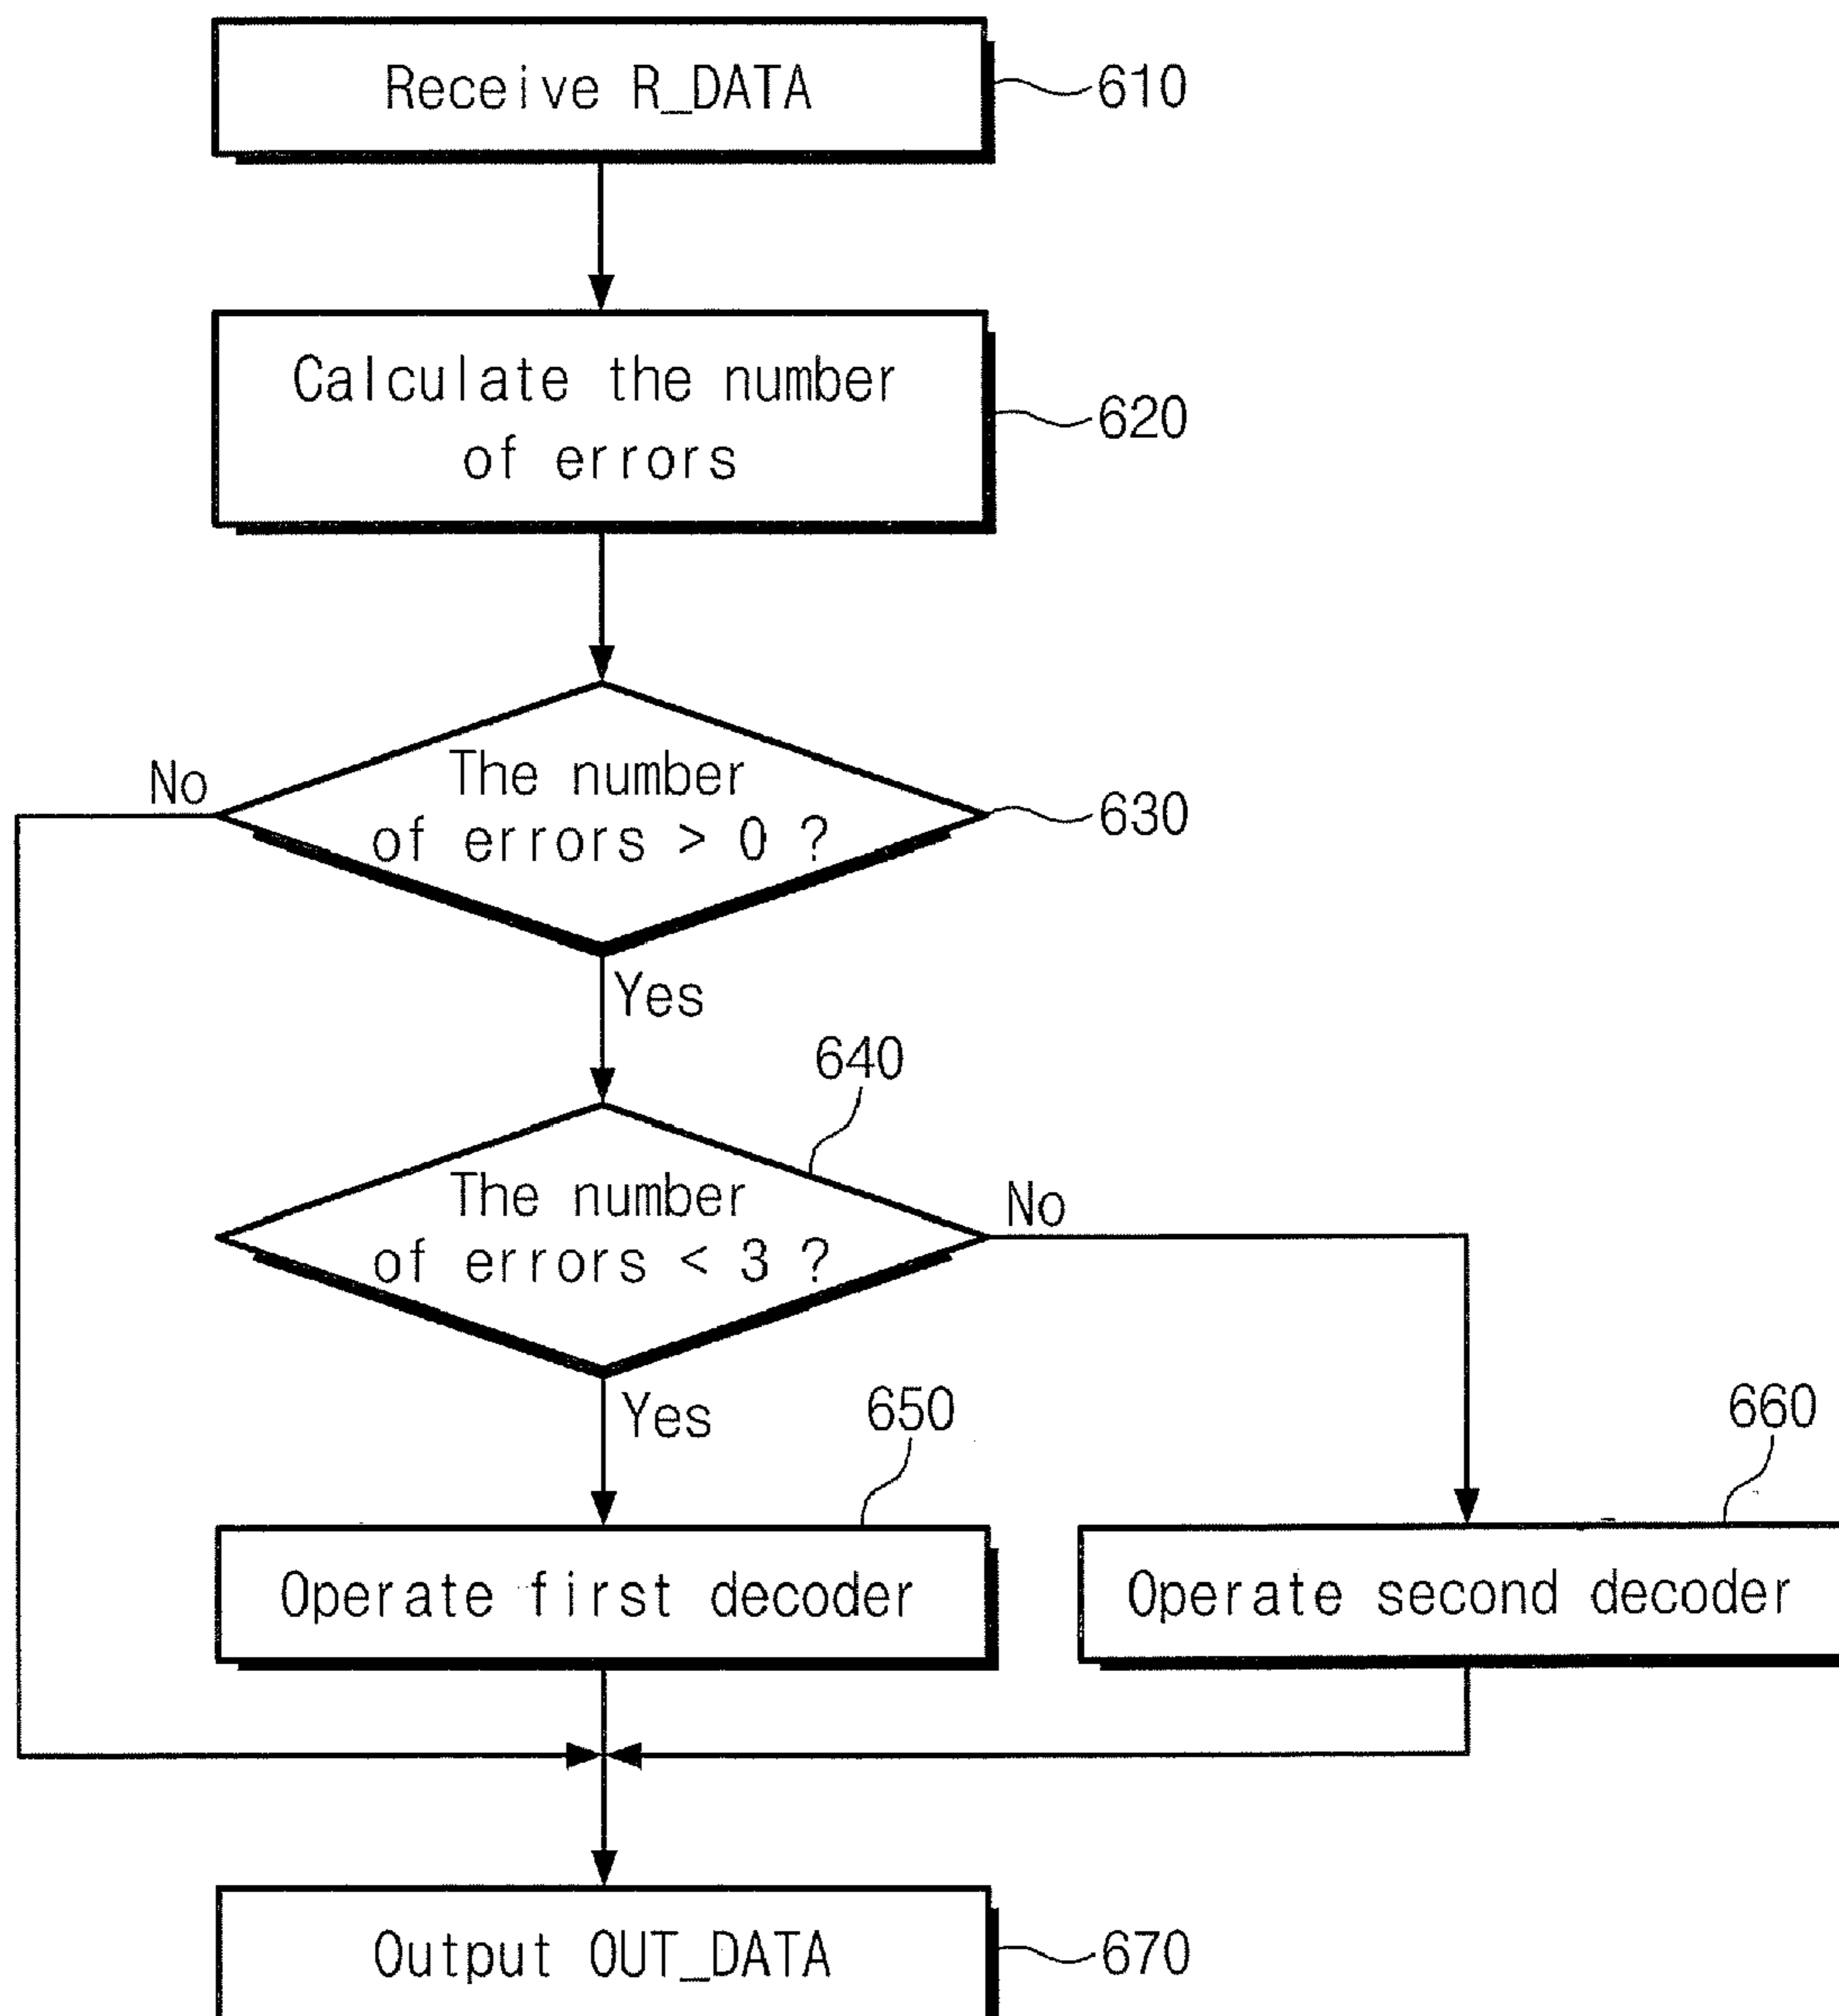 Receive R_DATA
610
Calculate the number
of errors
620
The number
of errors > 0 ?
630
No
Yes
640
The number
of errors < 3 ?
No
Yes
650
660
Operate first decoder
Operate second decoder
Output OUT_DATA
670